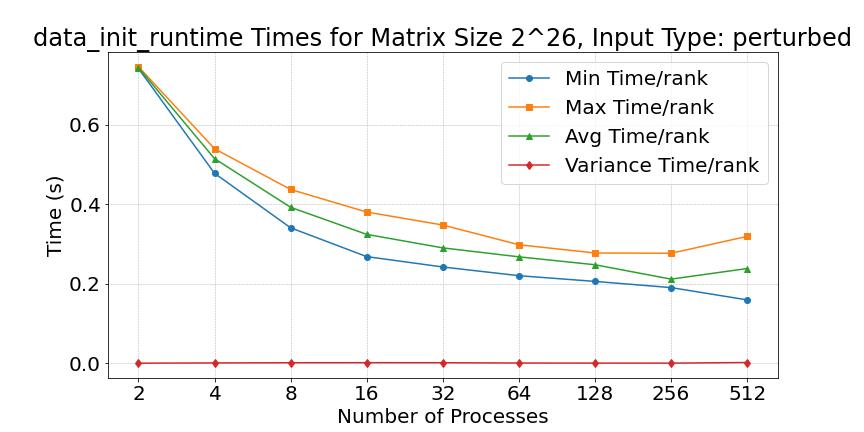 data_init_runtime Times for Matrix Size 2^26, Input Type: perturbed
Min Time/rank
Max Time/rank
Avg Time/rank
Variance Time/rank
Time (s)
0.6
0.4
0.2
0.0
2 4 8 16 32 64 128 256 512
Number of Processes